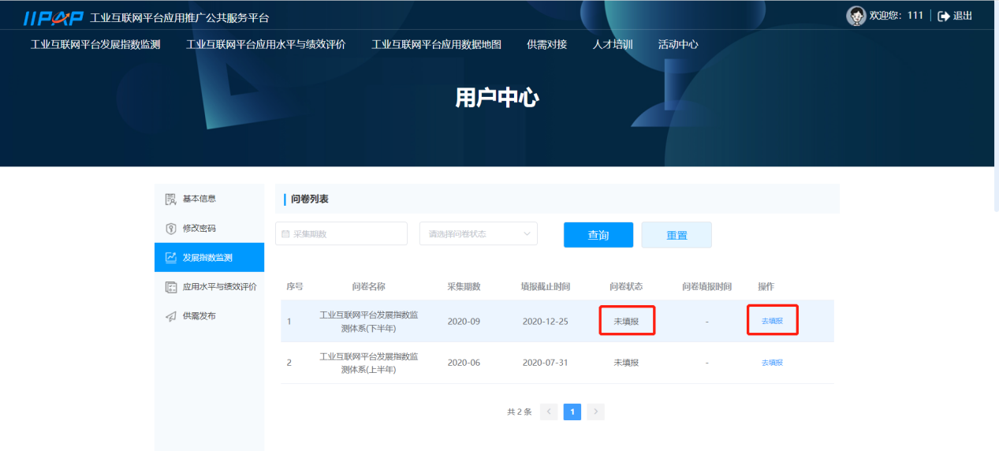 IIPAP 工业互联网平台应用推广公共服务平台 欢迎您: 111 退出
工业互联网平台发展指数监测 工业互联网平台应用水平与绩效评价 工业互联网平台应用数据地图 供需对接 人才培训 活动中心
用户中心
基本信息
修改密码
发展指数监测
应用水平与绩效评价
供需发布
问卷列表
采集期数 请选择问卷状态 查询 重置
序号 问卷名称 采集期数 填报截止时间 问卷状态 问卷填报时间 操作
1 工业互联网平台发展指数监 2020-09 2020-12-25 未填报 - 去填报
测体系(下半年)
2 工业互联网平台发展指数监 2020-06 2020-07-31 未填报 - 去填报
测体系(上半年)
共 2 条 < 1 >